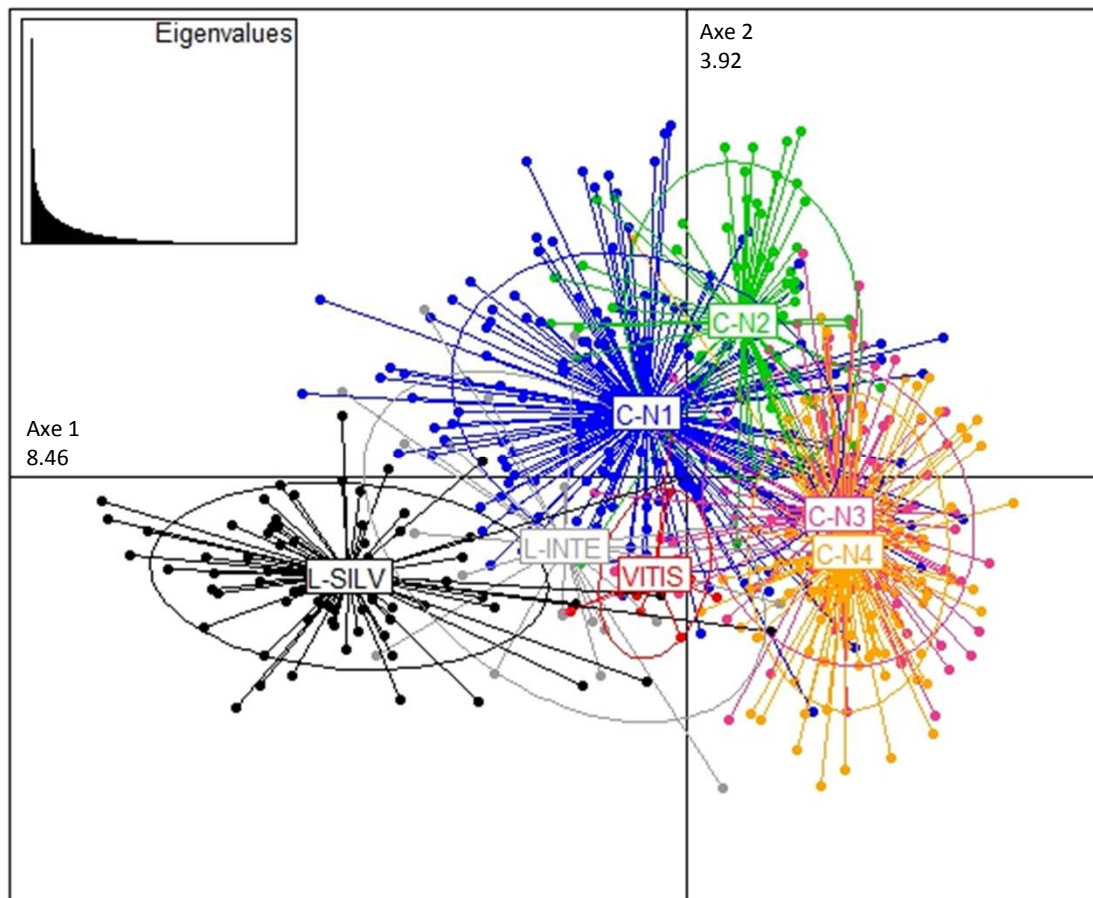 Eigenvalues
Axe 2
3.92
C-N2
C-N1
Axe 1
8.46
C-N3
L-INTE
C-N4
L-SILV
VITIS